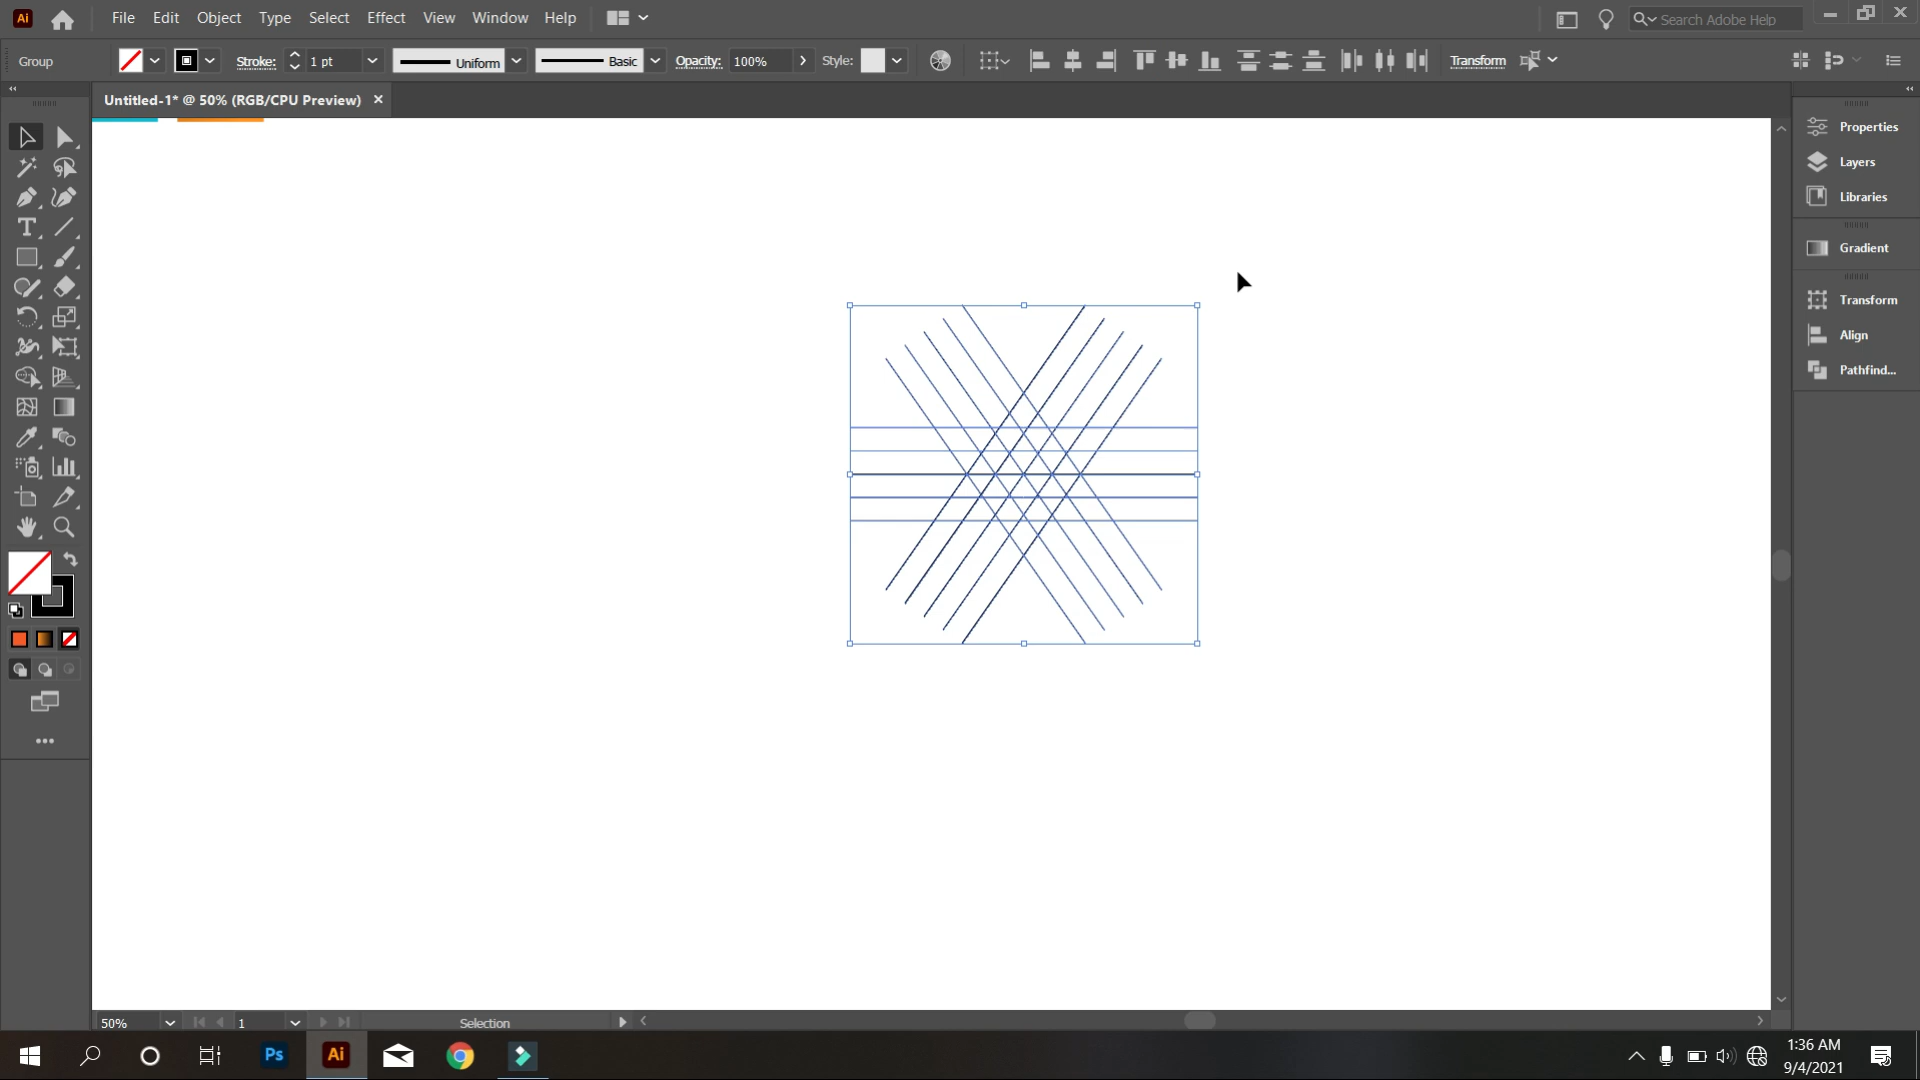 Ai File Edit Object Type Select Effect View Window Help Search Adobe Help
Group Stroke: 1 pt Uniform Basic Opacity: 100% Style: Transform
Untitled-1* @ 50% (RGB/CPU Preview)
Properties
Layers
Libraries
Gradient
Transform
Align
Pathfind...
T
50% 1 Selection
Ps Ai
1:36 AM
9/4/2021